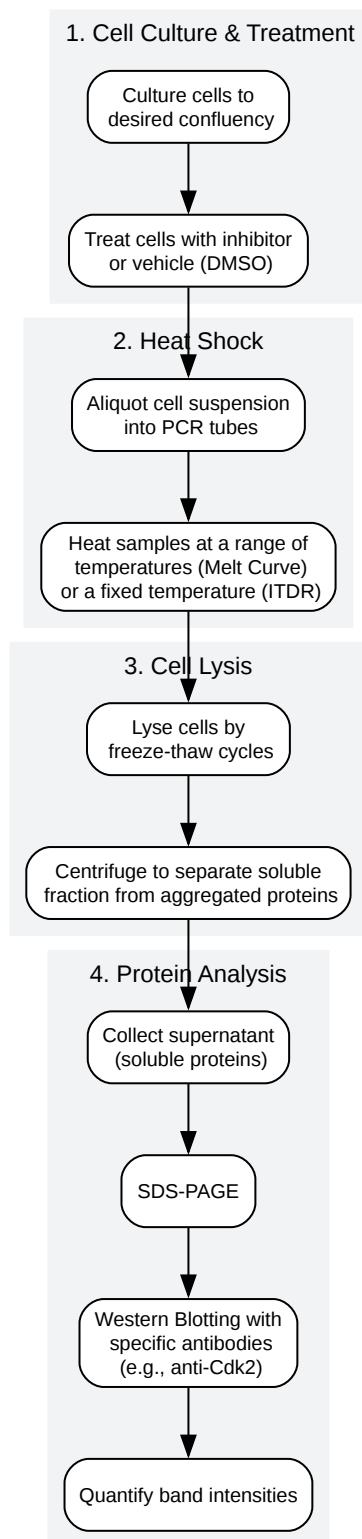 1. Cell Culture & Treatment
Culture cells to
desired confluency
Treat cells with inhibitor
or vehicle (DMSO)
2. Heat Shock
Aliquot cell suspension
into PCR tubes
Heat samples at a range of
temperatures (Melt Curve)
or a fixed temperature (ITDR)
3. Cell Lysis
Lyse cells by
freeze-thaw cycles
Centrifuge to separate soluble
fraction from aggregated proteins
4. Protein Analysis
Collect supernatant
(soluble proteins)
SDS-PAGE
Western Blotting with
specific antibodies
(e.g., anti-Cdk2)
Quantify band intensities